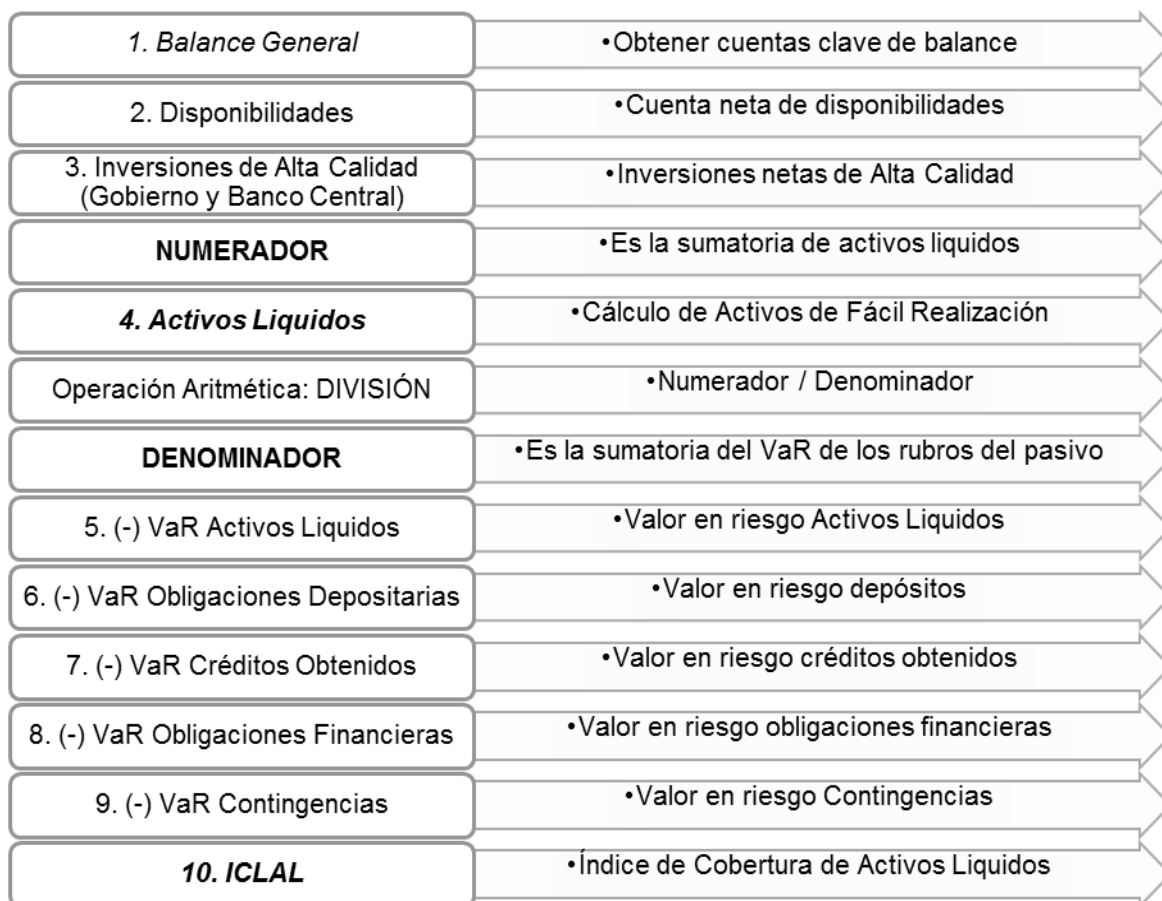 1. Balance General
•Obtener cuentas clave de balance
2. Disponibilidades
•Cuenta neta de disponibilidades
3. Inversiones de Alta Calidad
(Gobierno y Banco Central)
•Inversiones netas de Alta Calidad
NUMERADOR
•Es la sumatoria de activos liquidos
4. Activos Liquidos
•Cálculo de Activos de Fácil Realización
Operación Aritmética: DIVISIÓN
•Numerador / Denominador
DENOMINADOR
•Es la sumatoria del VaR de los rubros del pasivo
5. (-) VaR Activos Liquidos
•Valor en riesgo Activos Liquidos
6. (-) VaR Obligaciones Depositarias
•Valor en riesgo depósitos
7. (-) VaR Créditos Obtenidos
•Valor en riesgo créditos obtenidos
8. (-) VaR Obligaciones Financieras
•Valor en riesgo obligaciones financieras
9. (-) VaR Contingencias
•Valor en riesgo Contingencias
10. ICLAL
•Índice de Cobertura de Activos Liquidos